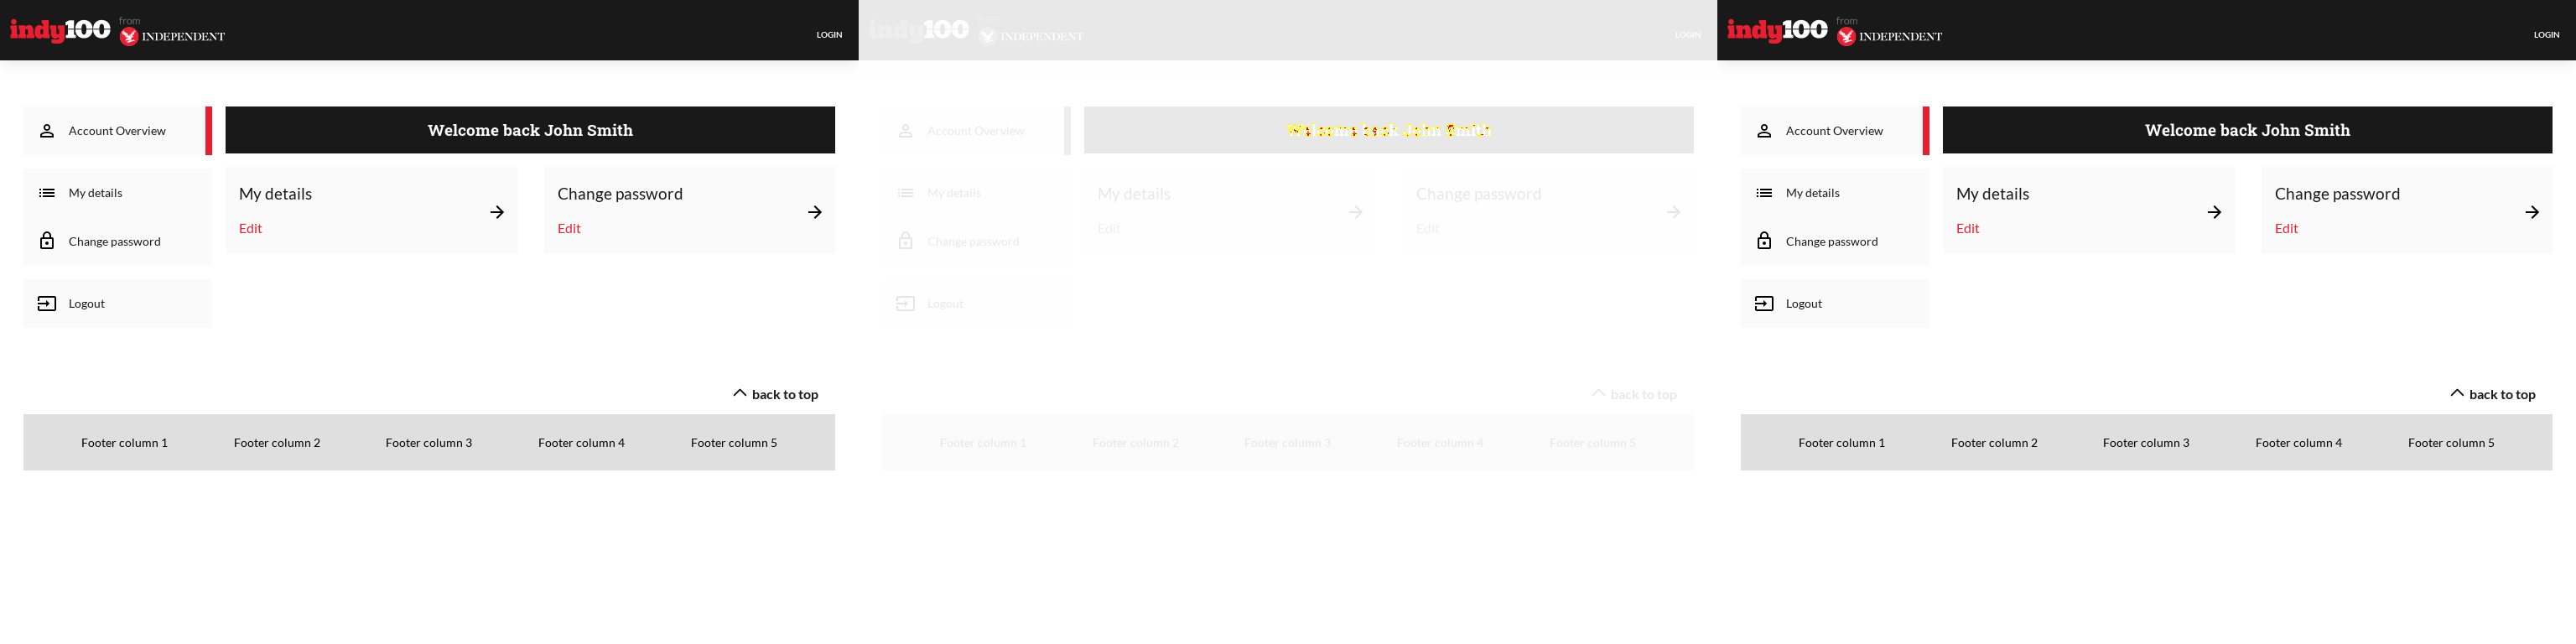 indy100 from
INDEPENDENT
LOGIN
Account Overview
Welcome back John Smith
My details
Change password
Logout
My details
Edit
Change password
Edit
back to top
Footer column 1 Footer column 2 Footer column 3 Footer column 4 Footer column 5
indy100
INDEPENDENT
LOGIN
Account Overview
Welcome back John Smith
My details
Change password
Logout
My details
Edit
Change password
Edit
back to top
Footer column 1 Footer column 2 Footer column 3 Footer column 4 Footer column 5
indy100 from
INDEPENDENT
LOGIN
Account Overview
Welcome back John Smith
My details
Change password
Logout
My details
Edit
Change password
Edit
back to top
Footer column 1 Footer column 2 Footer column 3 Footer column 4 Footer column 5